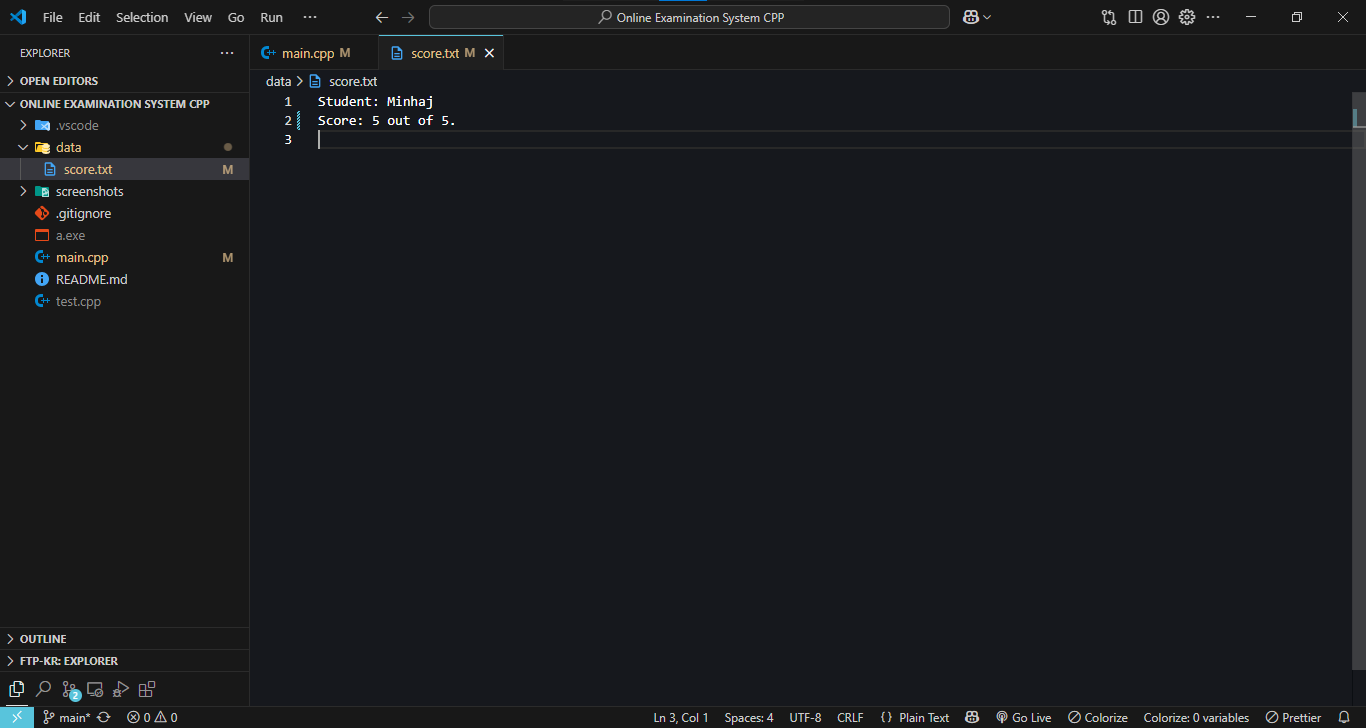 File Edit Selection View Go Run ···
Online Examination System CPP
EXPLORER ···
main.cpp M
score.txt M
OPEN EDITORS
data > score.txt
ONLINE EXAMINATION SYSTEM CPP
1 Student: Minhaj
2 Score: 5 out of 5.
3
.vscode
data
score.txt M
screenshots
.gitignore
a.exe
main.cpp M
README.md
test.cpp
OUTLINE
FTP-KR: EXPLORER
2
main* 0 0 Ln 3, Col 1 Spaces: 4 UTF-8 CRLF {} Plain Text Go Live Colorize Colorize: 0 variables Prettier